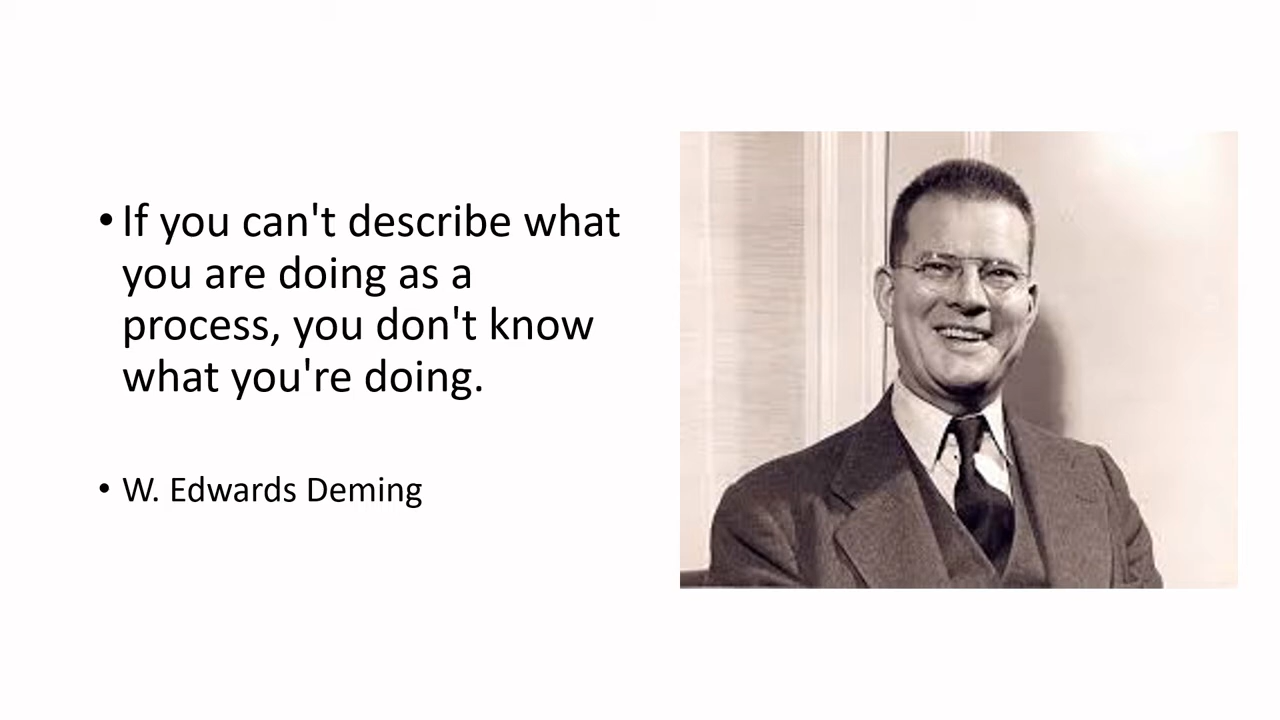 • If you can't describe what
you are doing as a
process, you don't know
what you're doing.
• W. Edwards Deming